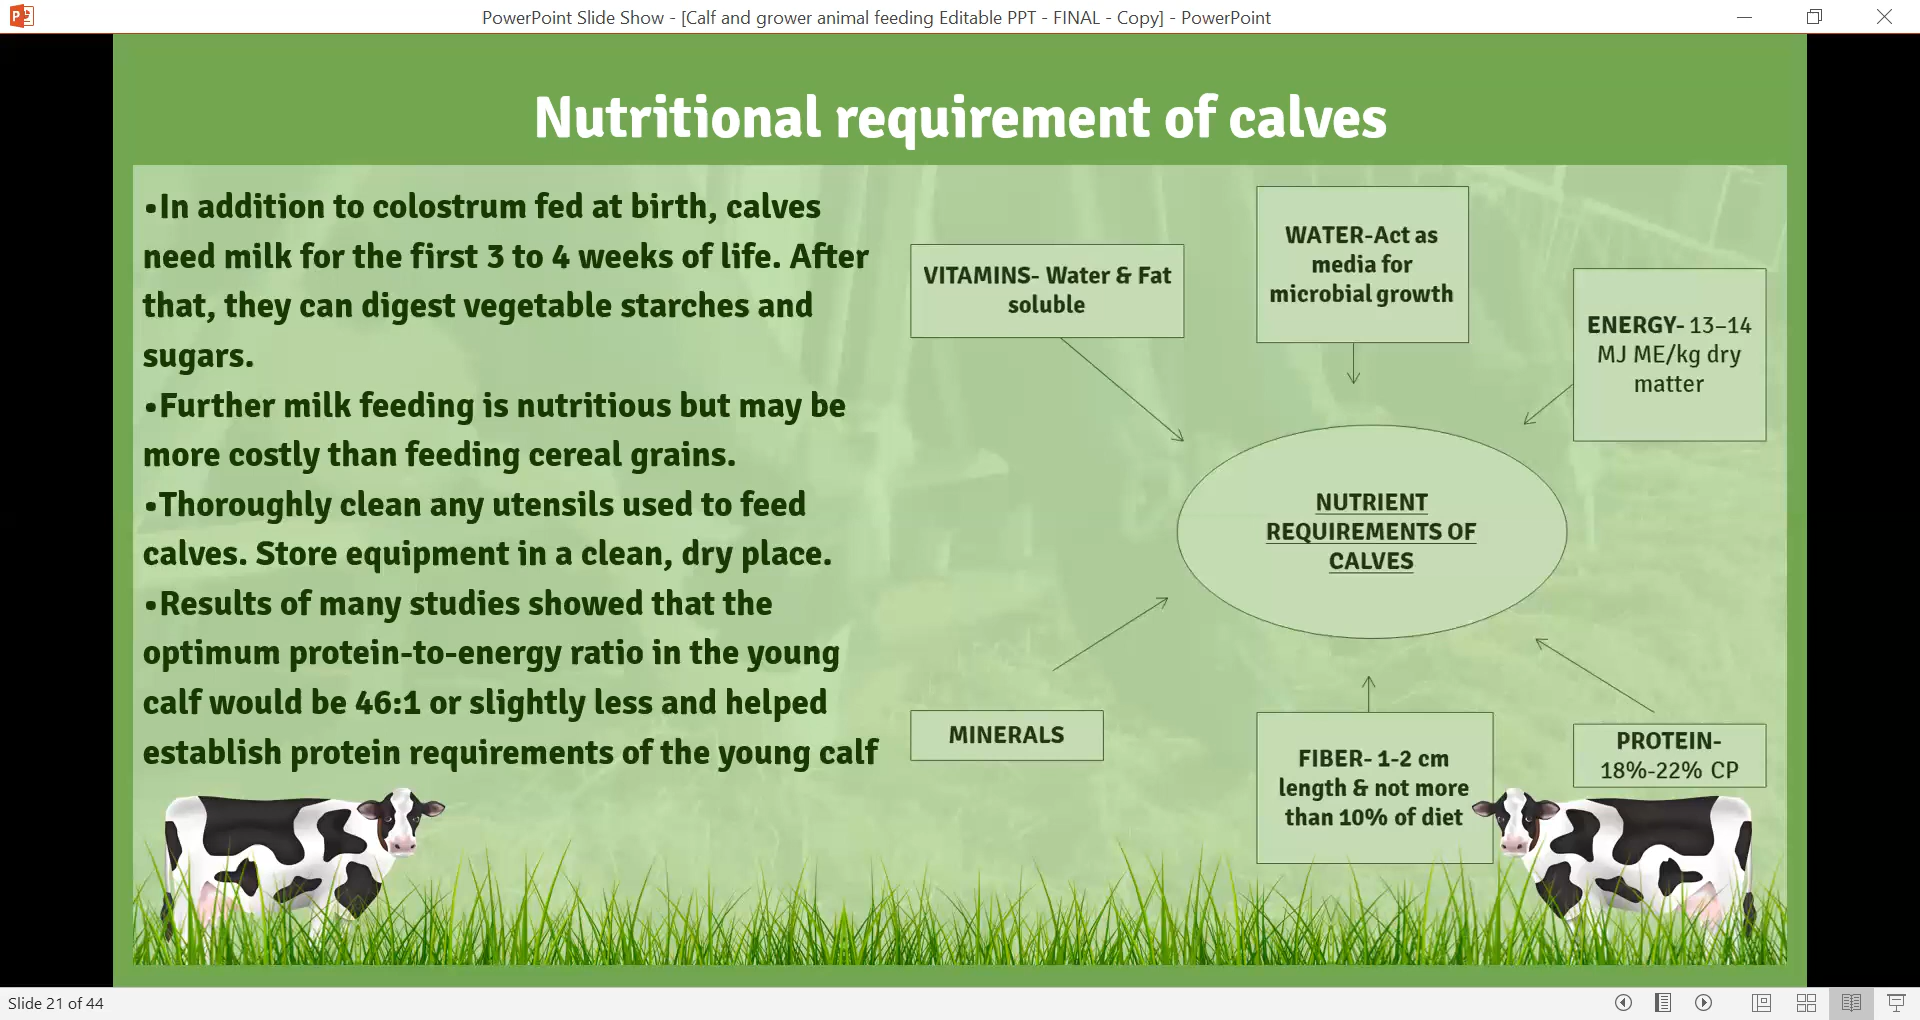 PowerPoint Slide Show - [Calf and grower animal feeding Editable PPT - FINAL - Copy] - PowerPoint
Nutritional requirement of calves
•In addition to colostrum fed at birth, calves
need milk for the first 3 to 4 weeks of life. After
that, they can digest vegetable starches and
sugars.
•Further milk feeding is nutritious but may be
more costly than feeding cereal grains.
•Thoroughly clean any utensils used to feed
calves. Store equipment in a clean, dry place.
•Results of many studies showed that the
optimum protein-to-energy ratio in the young
calf would be 46:1 or slightly less and helped
establish protein requirements of the young calf
VITAMINS- Water & Fat
soluble
WATER-Act as
media for
microbial growth
ENERGY- 13–14
MJ ME/kg dry
matter
NUTRIENT
REQUIREMENTS OF
CALVES
MINERALS
FIBER- 1-2 cm
length & not more
than 10% of diet
PROTEIN-
18%-22% CP
Slide 21 of 44